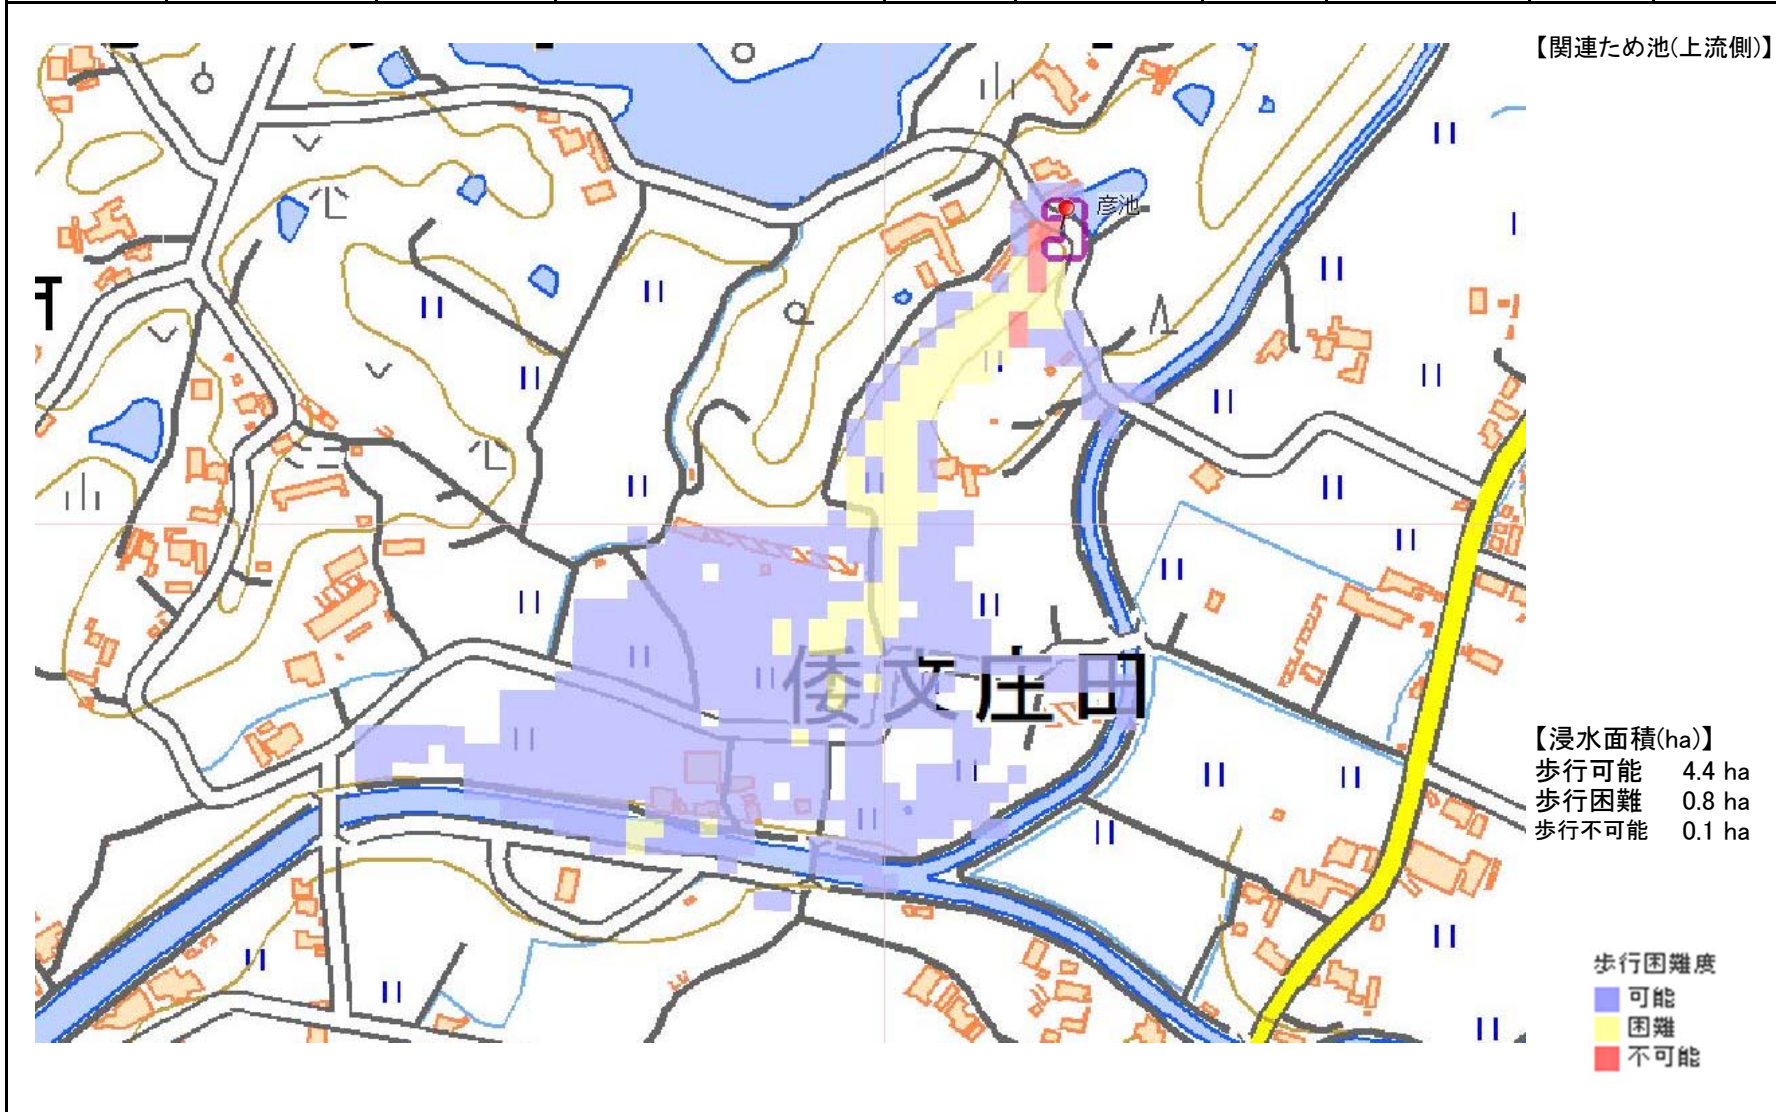 【関連ため池(上流側)】
彦池
倭文庄田
【浸水面積(ha)】
歩行可能 4.4 ha
歩行困難 0.8 ha
歩行不可能 0.1 ha
歩行困難度
可能
困難
不可能